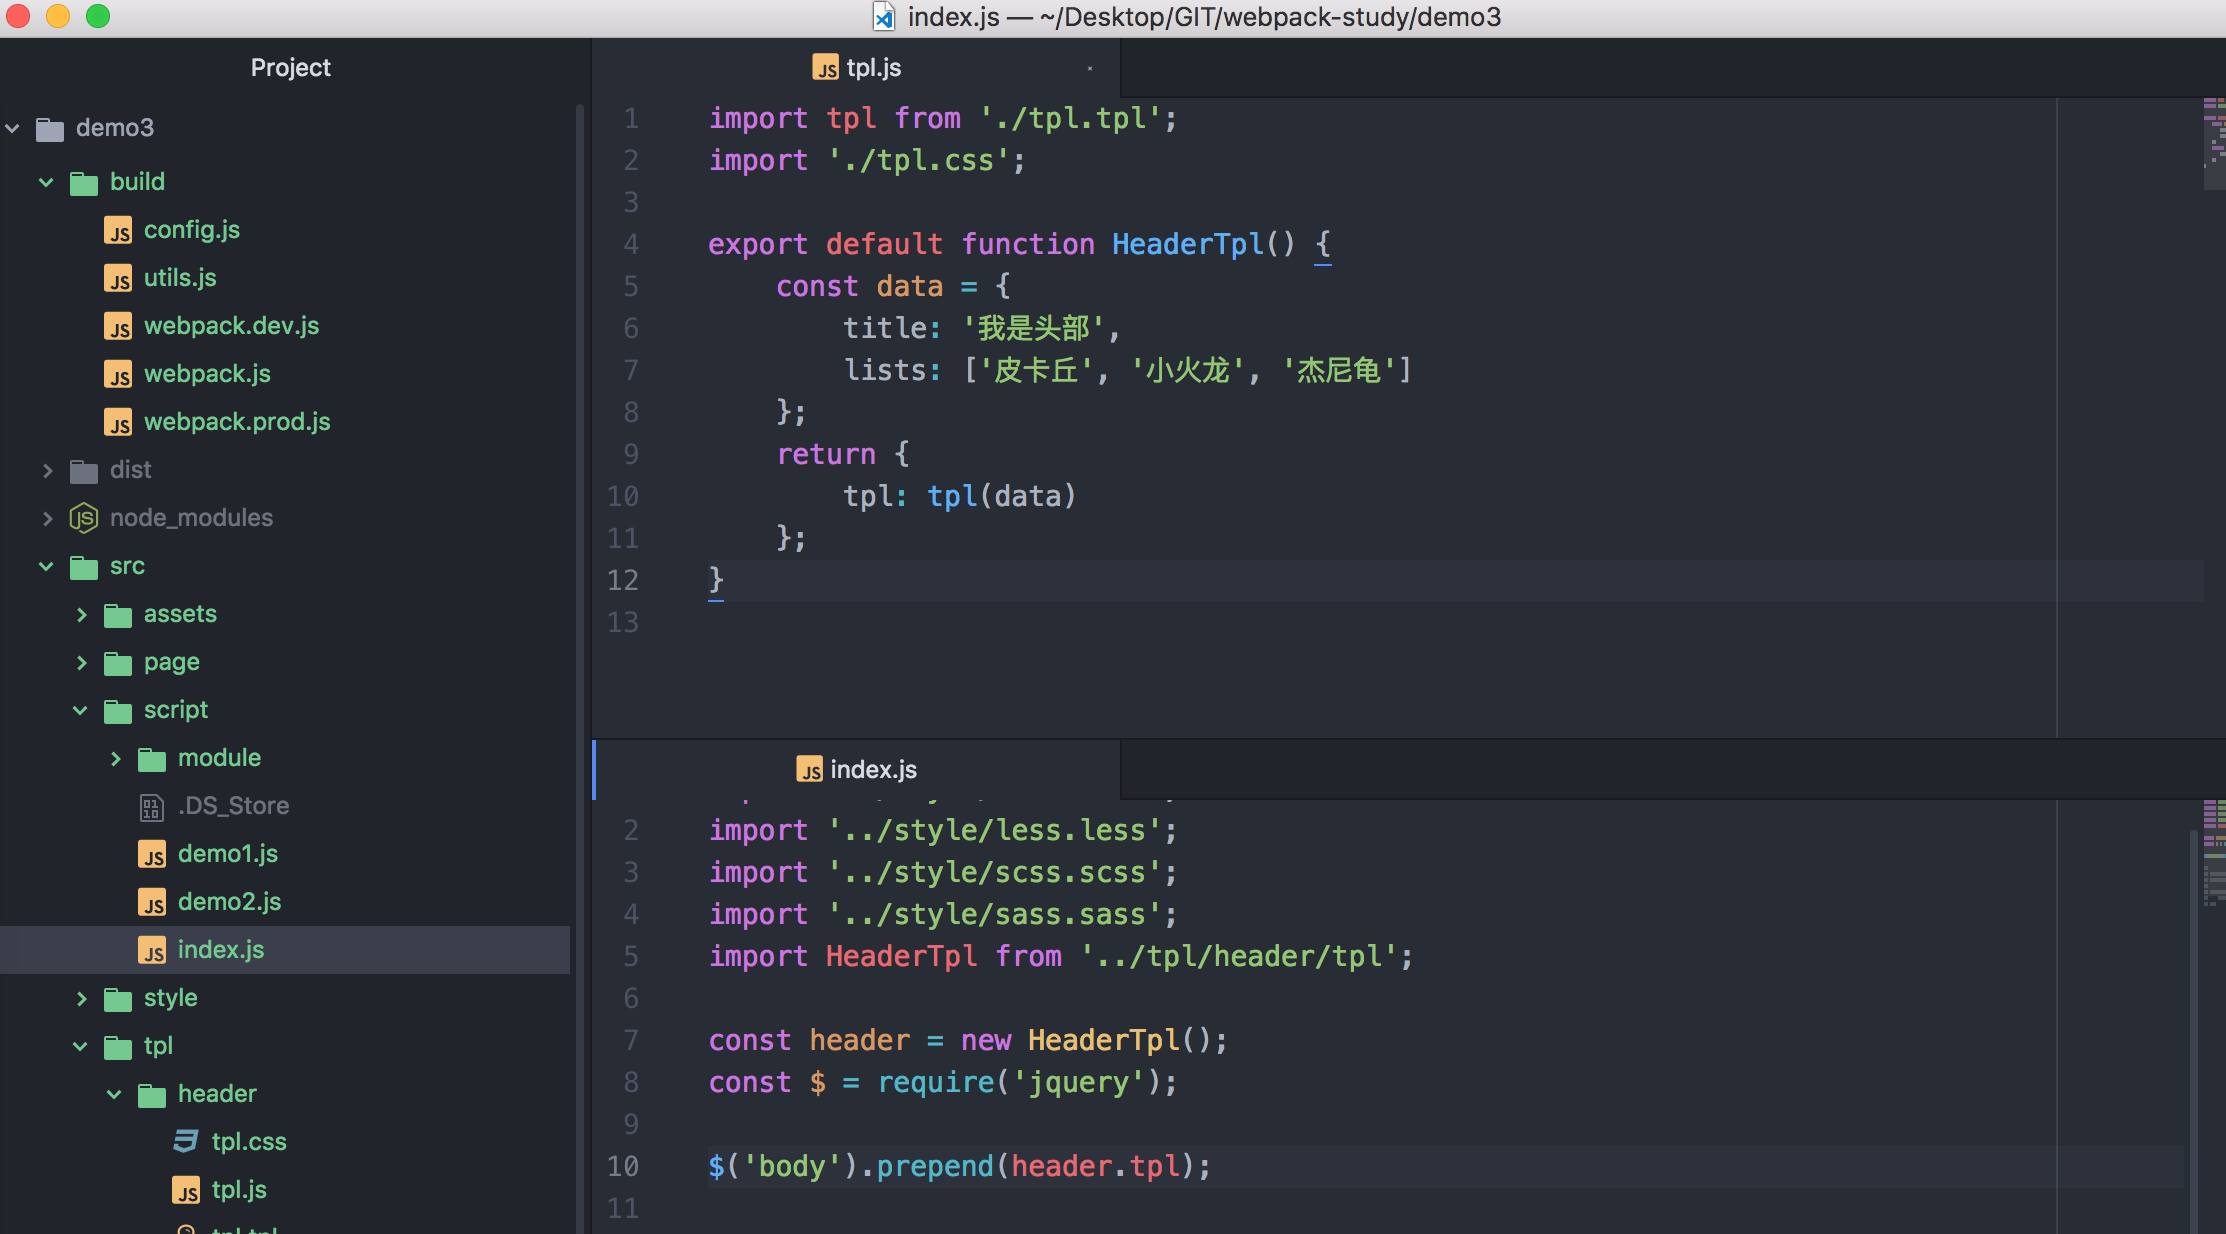 index.js — ~/Desktop/GIT/webpack-study/demo3
Project
demo3
build
config.js
utils.js
webpack.dev.js
webpack.js
webpack.prod.js
dist
node_modules
src
assets
page
script
module
.DS_Store
demo1.js
demo2.js
index.js
style
tpl
header
tpl.css
tpl.js
tpl.js
1 import tpl from './tpl.tpl';
2 import './tpl.css';
3
4 export default function HeaderTpl() {
5 const data = {
6 title: '我是头部',
7 lists: ['皮卡丘', '小火龙', '杰尼龟']
8 };
9 return {
10 tpl: tpl(data)
11 };
12 }
13
index.js
2 import '../style/less.less';
3 import '../style/scss.scss';
4 import '../style/sass.sass';
5 import HeaderTpl from '../tpl/header/tpl';
6
7 const header = new HeaderTpl();
8 const $ = require('jquery');
9
10 $('body').prepend(header.tpl);
11